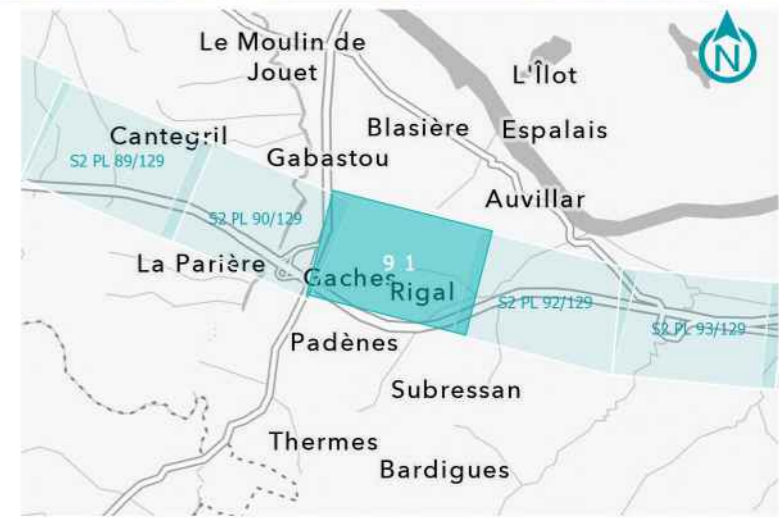 Le Moulin de
Jouet
N
L'Îlot
Cantegril
Blasière
Espalais
S2 PL 89/129
Gabastou
Auvillar
S2 PL 90/129
La Parière
9 1
Gaches
Rigal
S2 PL 92/129
S2 PL 93/129
Padènes
Subressan
Thermes
Bardigues